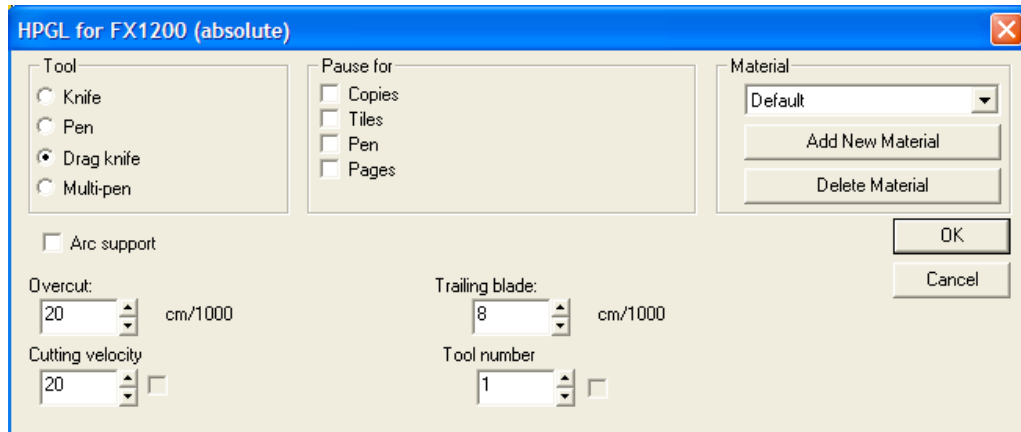 HPGL for FX1200 (absolute)
Tool
Knife
Pen
Drag knife
Multi-pen
Pause for
Copies
Tiles
Pen
Pages
Material
Default
Add New Material
Delete Material
Arc support
OK
Cancel
Overcut:
20 cm/1000
Trailing blade:
8 cm/1000
Cutting velocity
20
Tool number
1